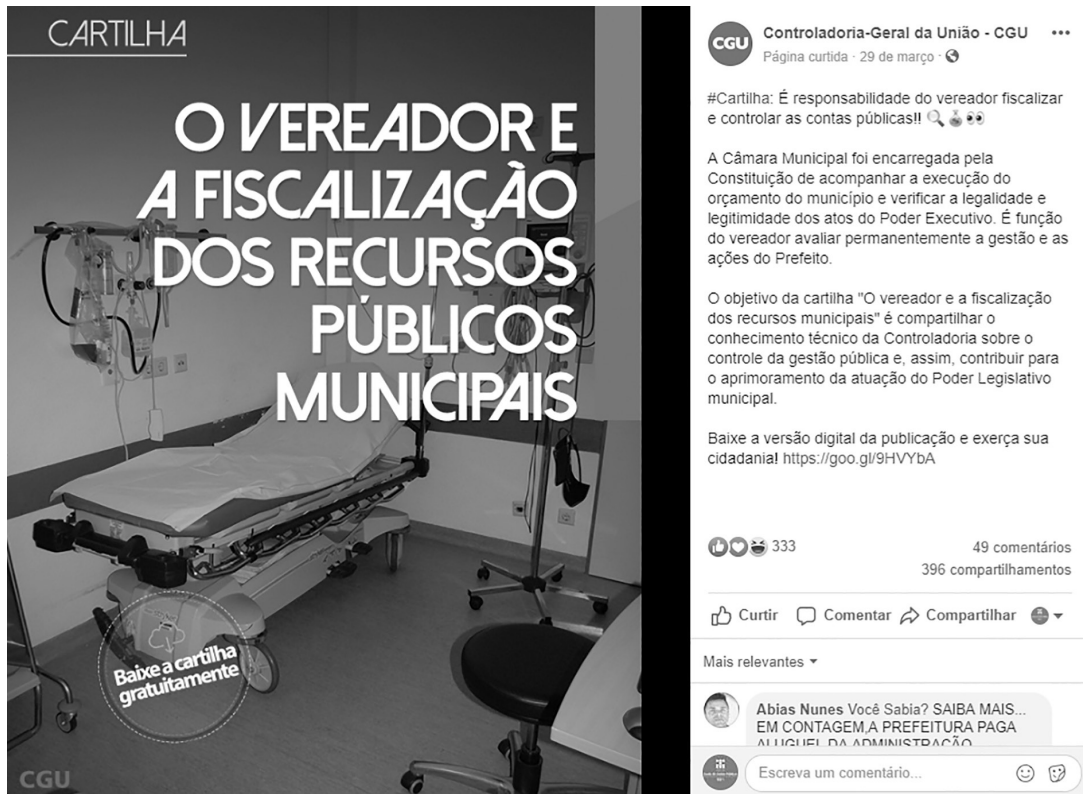 CARTILHA
O VEREADOR E
A FISCALIZAÇÃO
DOS RECURSOS
PÚBLICOS
MUNICIPAIS
Baixe a cartilha
gratuitamente
CGU
CGU
Controladoria-Geral da União - CGU
Página curtida · 29 de março ·
#Cartilha: É responsabilidade do vereador fiscalizar
e controlar as contas públicas!!
A Câmara Municipal foi encarregada pela
Constituição de acompanhar a execução do
orçamento do município e verificar a legalidade e
legitimidade dos atos do Poder Executivo. É função
do vereador avaliar permanentemente a gestão e as
ações do Prefeito.
O objetivo da cartilha "O vereador e a fiscalização
dos recursos municipais" é compartilhar o
conhecimento técnico da Controladoria sobre o
controle da gestão pública e, assim, contribuir para
o aprimoramento da atuação do Poder Legislativo
municipal.
Baixe a versão digital da publicação e exerça sua
cidadania! https://goo.gl/9HVYbA
333
49 comentários
396 compartilhamentos
Curtir Comentar Compartilhar
Mais relevantes
Abias Nunes Você Sabia? SAIBA MAIS...
EM CONTAGEM,A PREFEITURA PAGA
ALUGUEL DA ADMINISTRAÇÃO
Escreva um comentário...